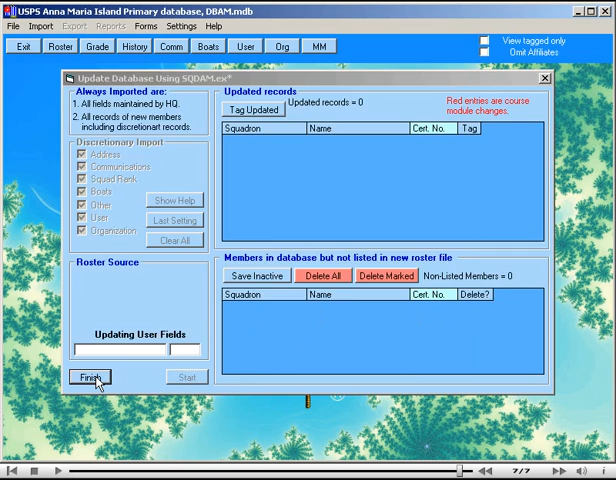 USPS Anna Maria Island Primary database, DBAM.mdb
File Import Export Reports Forms Settings Help
Exit Roster Grade History Comm Boats User Org MM
View tagged only
Omit Affiliates
Update Database Using SQDAM.ex*
Always Imported are:
1. All fields maintained by HQ.
2. All records of new members
including discretionart records.
Discretionary Import
Address
Communications
Squad Rank
Boats
Other
User
Organization
Show Help
Last Setting
Clear All
Roster Source
Updating User Fields
Finish
Start
Updated records
Tag Updated
Updated records = 0
Red entries are course
module changes.
Squadron Name Cert. No. Tag
Members in database but not listed in new roster file
Save Inactive Delete All Delete Marked Non-Listed Members = 0
Squadron Name Cert. No. Delete?
7/7